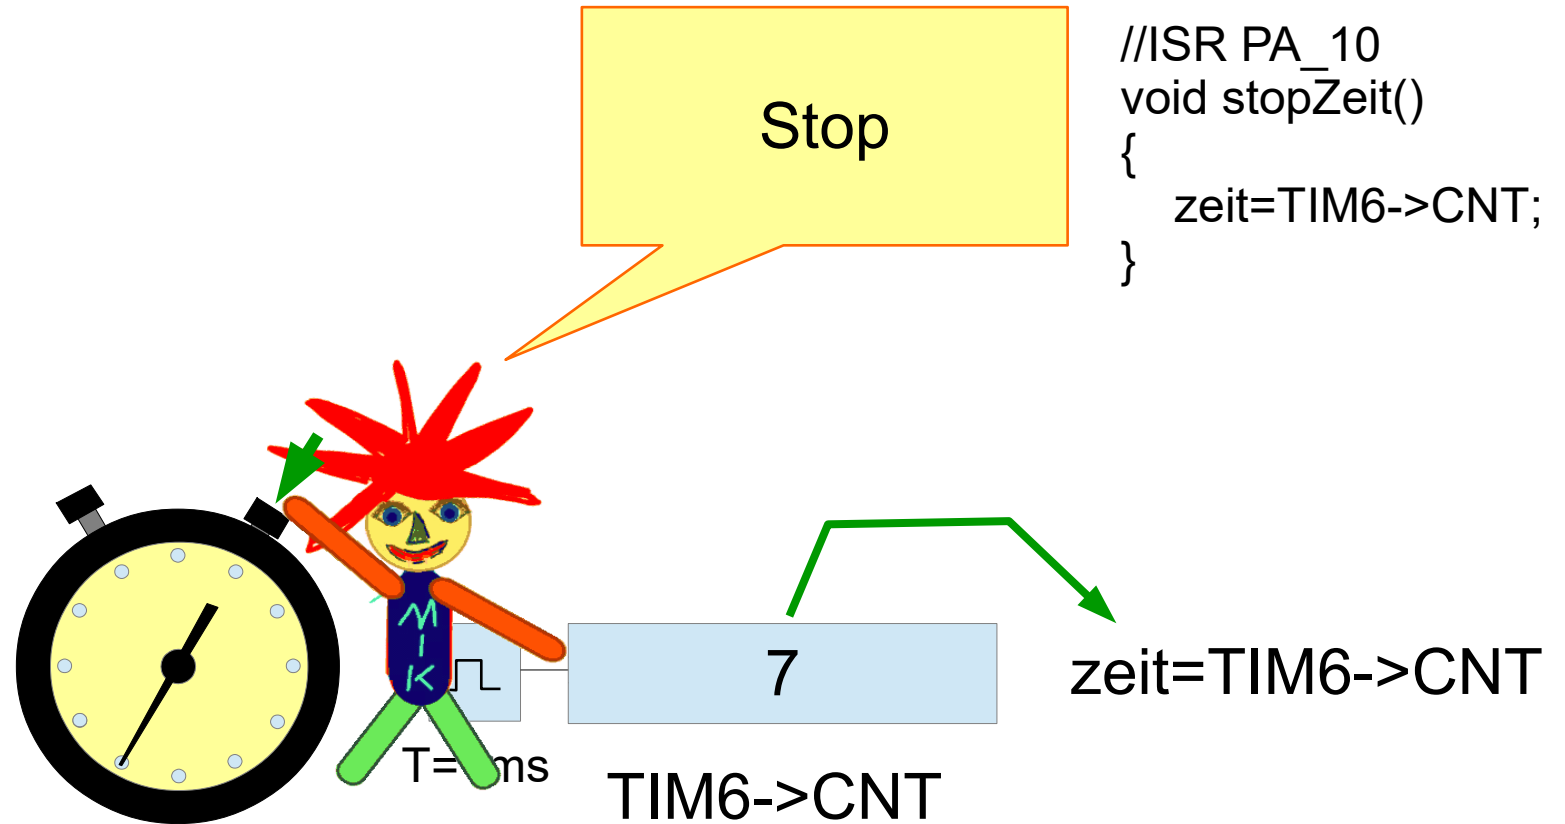 Stop
//ISR PA_10
void stopZeit()
{
zeit=TIM6->CNT;
}
MIK
7
zeit=TIM6->CNT
T= ms
TIM6->CNT